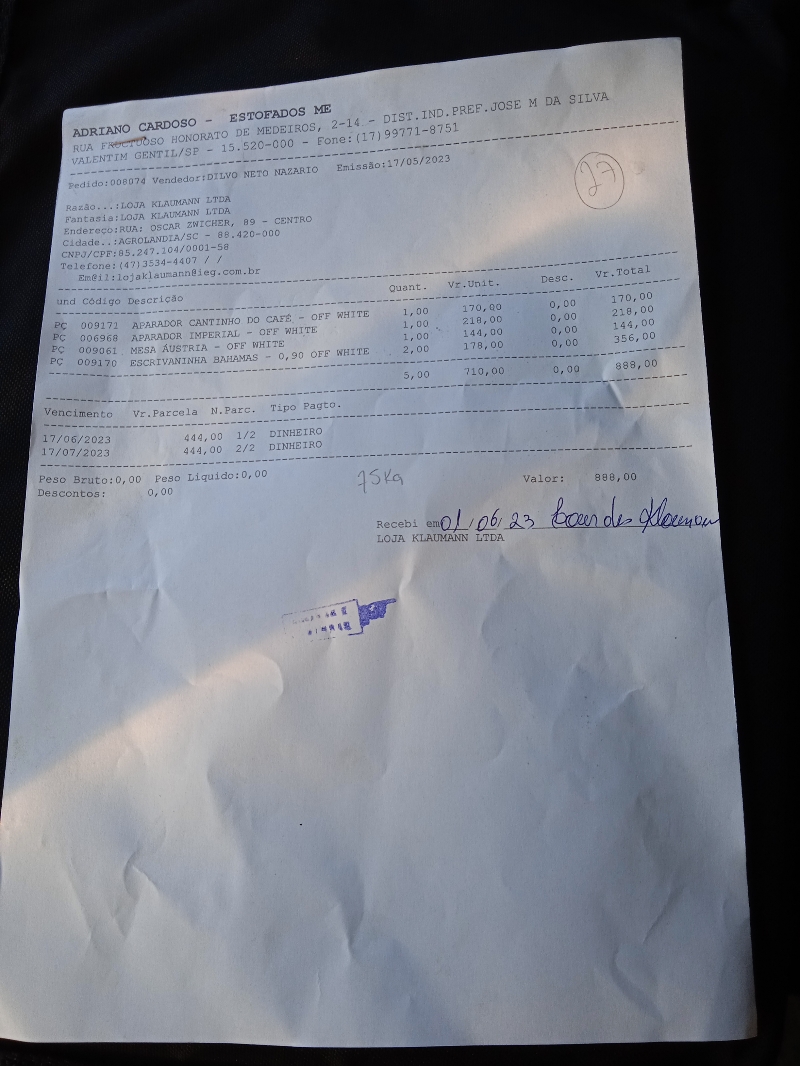 ADRIANO CARDOSO - ESTOFADOS ME
RUA FRUCTUOSO HONORATO DE MEDEIROS, 2-14 - DIST.IND.PREF.JOSE M DA SILVA
VALENTIM GENTIL/SP - 15.520-000 - Fone:(17)99771-8751
Pedido:008074 Vendedor:DILVO NETO NAZARIO Emissão:17/05/2023
27
Razão...:LOJA KLAUMANN LTDA
Fantasia:LOJA KLAUMANN LTDA
Endereço:RUA: OSCAR ZWICHER, 89 - CENTRO
Cidade..:AGROLANDIA/SC - 88.420-000
CNPJ/CPF:85.247.104/0001-58
Telefone:(47)3534-4407 / /
Em@il:lojaklaumann@ieg.com.br
und Código Descrição Quant. Vr.Unit. Desc. Vr.Total
PÇ 009171 APARADOR CANTINHO DO CAFÉ - OFF WHITE 1,00 170,00 0,00 170,00
PÇ 006968 APARADOR IMPERIAL - OFF WHITE 1,00 218,00 0,00 218,00
PÇ 009061 MESA ÁUSTRIA - OFF WHITE 1,00 144,00 0,00 144,00
PÇ 009170 ESCRIVANINHA BAHAMAS - 0,90 OFF WHITE 2,00 178,00 0,00 356,00
5,00 710,00 0,00 888,00
Vencimento Vr.Parcela N.Parc. Tipo Pagto.
17/06/2023 444,00 1/2 DINHEIRO
17/07/2023 444,00 2/2 DINHEIRO
Peso Bruto:0,00 Peso Líquido:0,00 75Kg Valor: 888,00
Descontos: 0,00
Recebi em 01/06/23
LOJA KLAUMANN LTDA